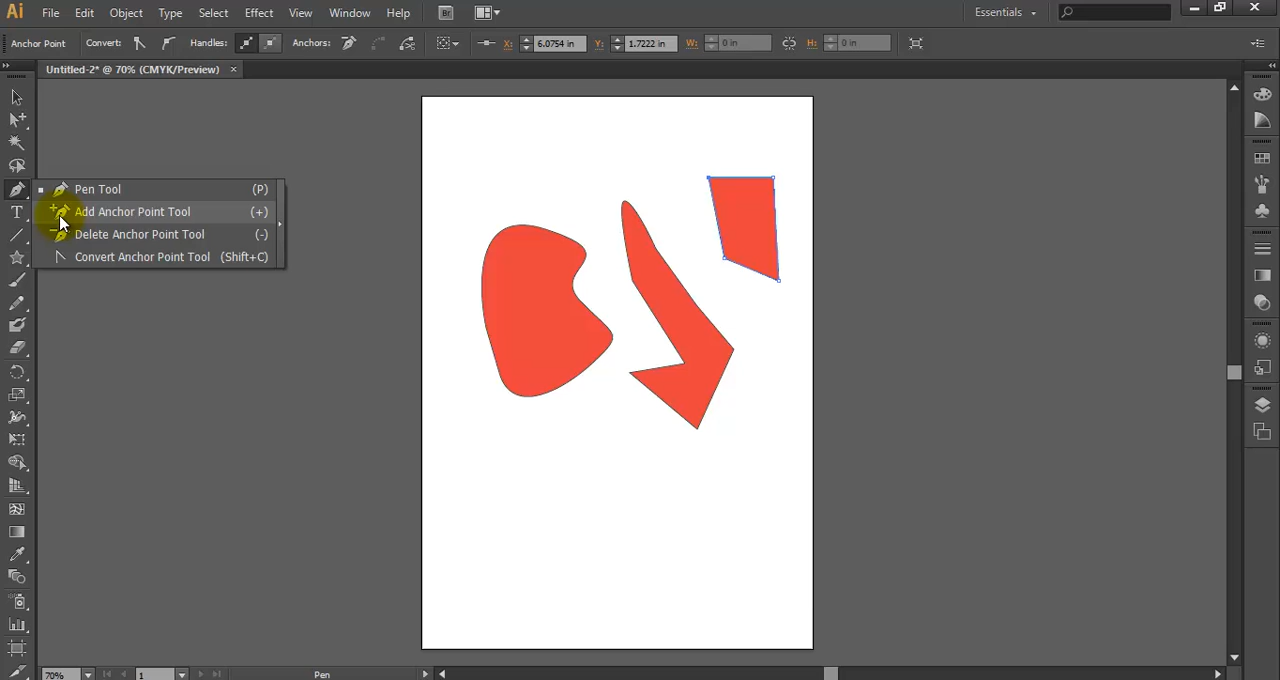 Ai File Edit Object Type Select Effect View Window Help Br Essentials
Anchor Point Convert: Handles: Anchors: X: 6.0754 in Y: 1.7222 in W: 0 in H: 0 in
Untitled-2* @ 70% (CMYK/Preview) ×
Pen Tool (P)
Add Anchor Point Tool (+)
Delete Anchor Point Tool (-)
Convert Anchor Point Tool (Shift+C)
70% 1 Pen